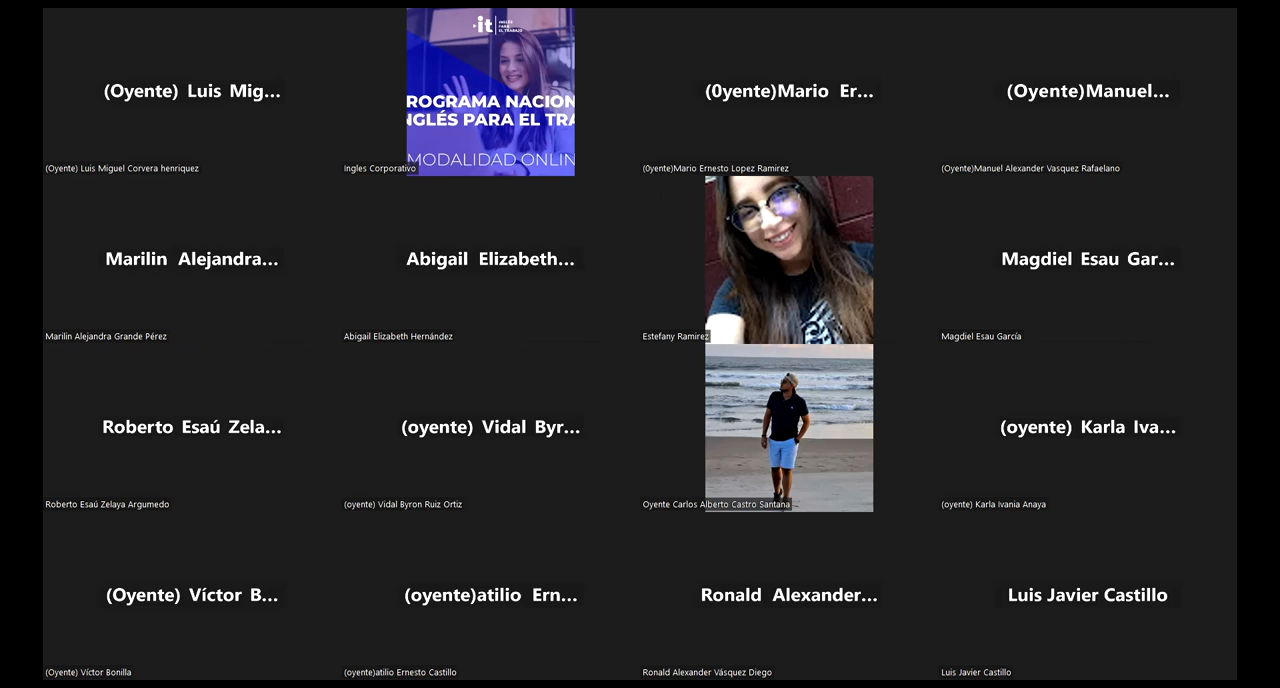 (Oyente) Luis Mig...
(Oyente) Luis Miguel Corvera henriquez
it INGLÉS PARA EL TRABAJO
ROGRAMA NACION
NGLÉS PARA EL TRA
MODALIDAD ONLIN
Ingles Corporativo
(0yente)Mario Er...
(0yente)Mario Ernesto Lopez Ramirez
(Oyente)Manuel...
(Oyente)Manuel Alexander Vasquez Rafaelano
Marilin Alejandra...
Marilin Alejandra Grande Pérez
Abigail Elizabeth...
Abigail Elizabeth Hernández
Estefany Ramirez
Magdiel Esau Gar...
Magdiel Esau García
Roberto Esaú Zela...
Roberto Esaú Zelaya Argumedo
(oyente) Vidal Byr...
(oyente) Vidal Byron Ruiz Ortiz
Oyente Carlos Alberto Castro Santana
(oyente) Karla Iva...
(oyente) Karla Ivania Anaya
(Oyente) Víctor B...
(Oyente) Víctor Bonilla
(oyente)atilio Ern...
(oyente)atilio Ernesto Castillo
Ronald Alexander...
Ronald Alexander Vásquez Diego
Luis Javier Castillo
Luis Javier Castillo